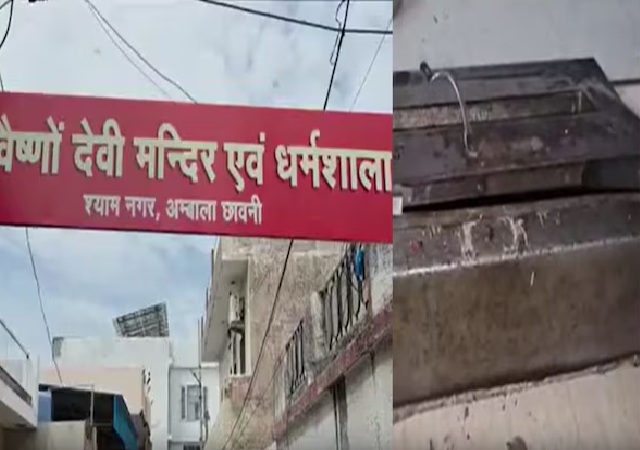 वैष्णों देवी मन्दिर एवं धर्मशाला
श्याम नगर, अम्बाला छावनी